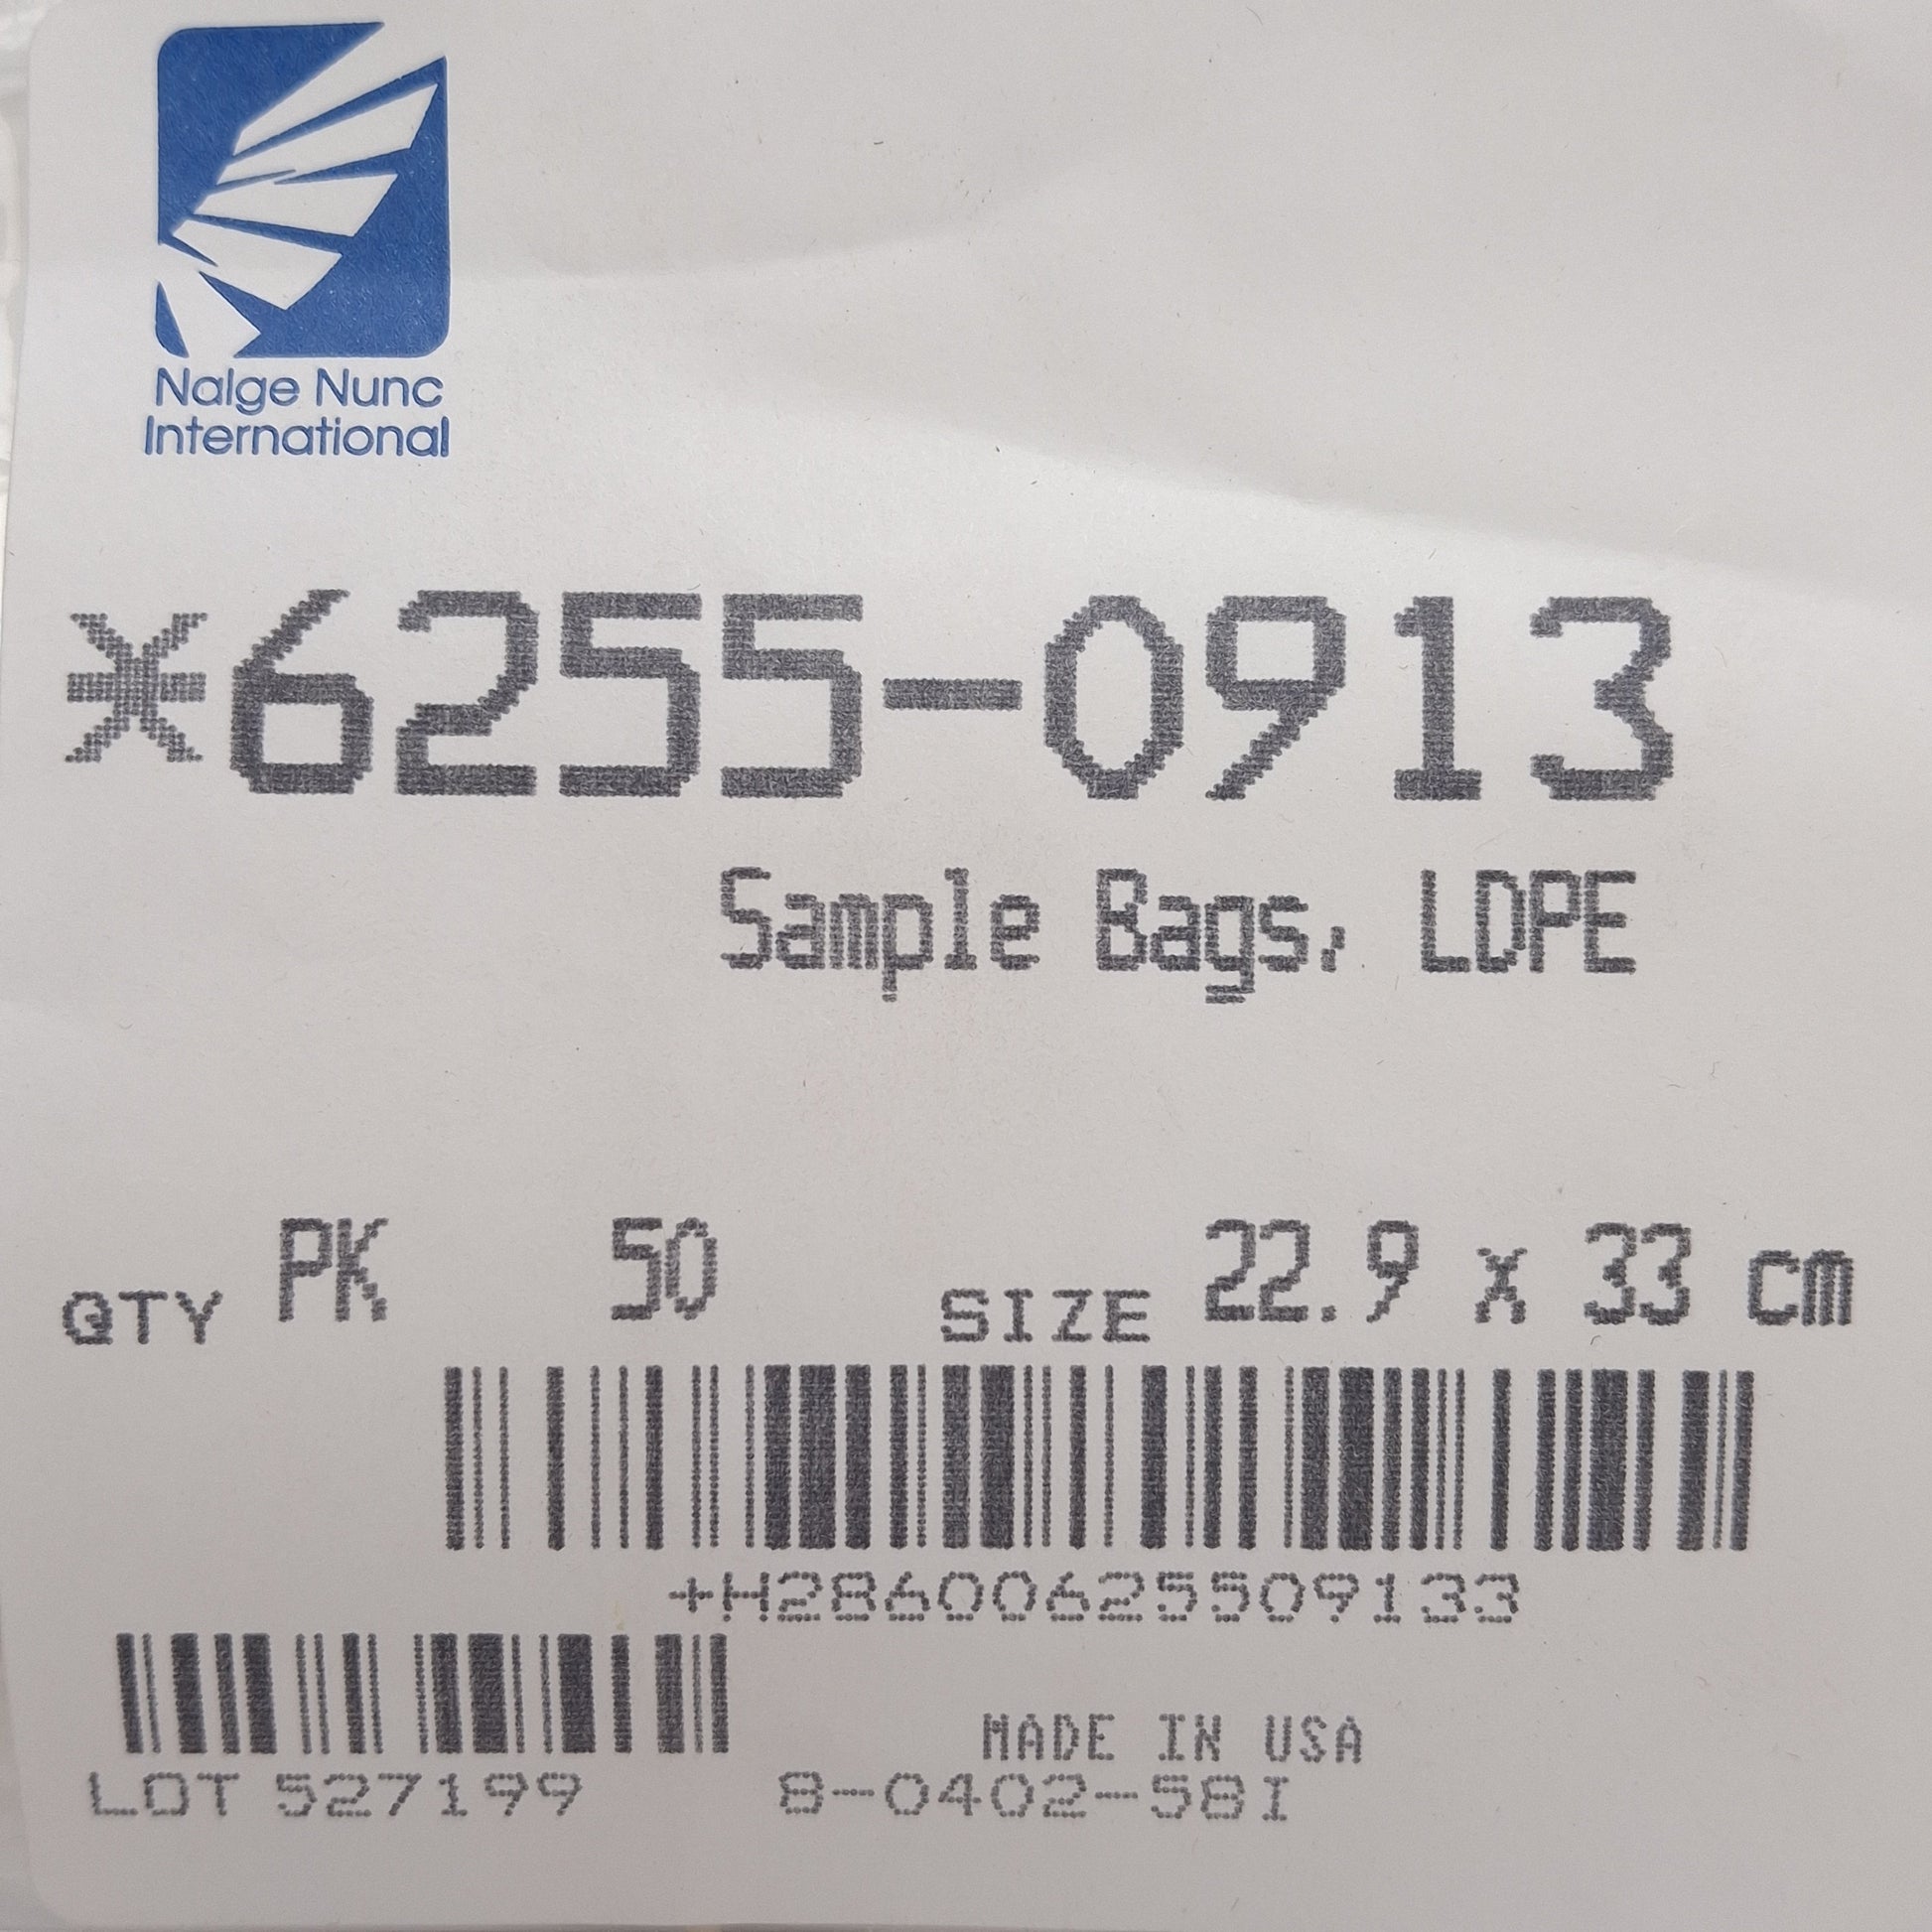 Nalge Nunc
International
*6255-0913
Sample Bags, LDPE
QTY PK 50 SIZE 22.9 x 33 cm
+H28600625509133
MADE IN USA
LOT 527199 8-0402-58I